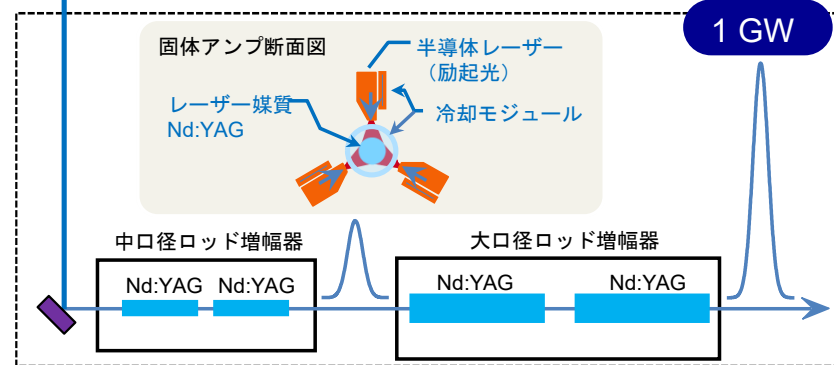 1 GW
固体アンプ断面図
半導体レーザー
（励起光）
レーザー媒質
Nd:YAG
冷却モジュール
中口径ロッド増幅器
大口径ロッド増幅器
Nd:YAG Nd:YAG
Nd:YAG Nd:YAG